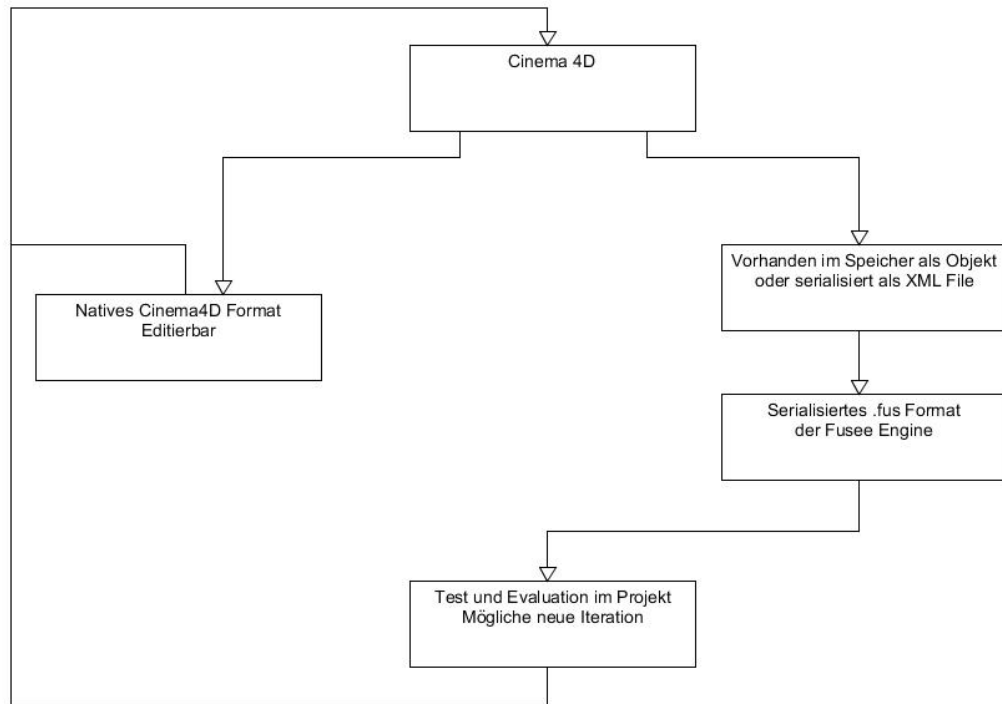 Cinema 4D
Natives Cinema4D Format
Editierbar
Vorhanden im Speicher als Objekt
oder serialisiert als XML File
Serialisiertes .fus Format
der Fusee Engine
Test und Evaluation im Projekt
Mögliche neue Iteration